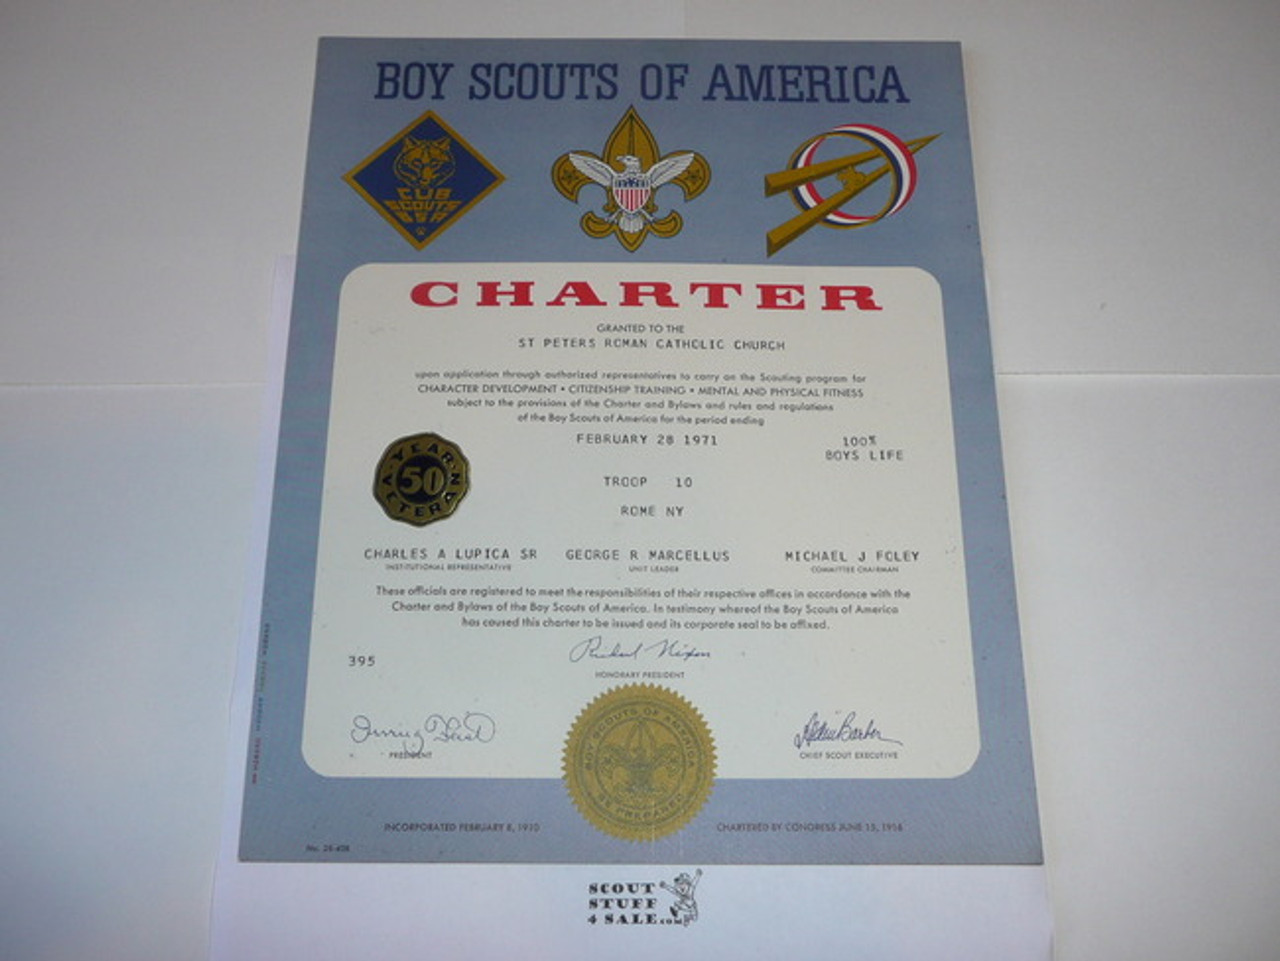 BOY SCOUTS OF AMERICA
CUB
SCOUTS
BSA
CHARTER
GRANTED TO THE
ST PETERS ROMAN CATHOLIC CHURCH
upon application through authorized representatives to carry on the Scouting program for
CHARACTER DEVELOPMENT • CITIZENSHIP TRAINING • MENTAL AND PHYSICAL FITNESS
subject to the provisions of the Charter and Bylaws and rules and regulations
of the Boy Scouts of America for the period ending
FEBRUARY 28 1971
100%
BOYS LIFE
50 YEAR VETERAN
TROOP 10
ROME NY
CHARLES A LUPICA SR GEORGE R MARCELLUS MICHAEL J FOLEY
INSTITUTIONAL REPRESENTATIVE UNIT LEADER COMMITTEE CHAIRMAN
These officials are registered to meet the responsibilities of their respective offices in accordance with the
Charter and Bylaws of the Boy Scouts of America. In testimony whereof the Boy Scouts of America
has caused this charter to be issued and its corporate seal to be affixed.
Richard Nixon
HONORARY PRESIDENT
395
Irving Feist
PRESIDENT
Alden Barber
CHIEF SCOUT EXECUTIVE
BOY SCOUTS OF AMERICA
BE PREPARED
INCORPORATED FEBRUARY 8, 1910
CHARTERED BY CONGRESS JUNE 15, 1916
No. 28-408
SCOUT
STUFF
4 SALE.com